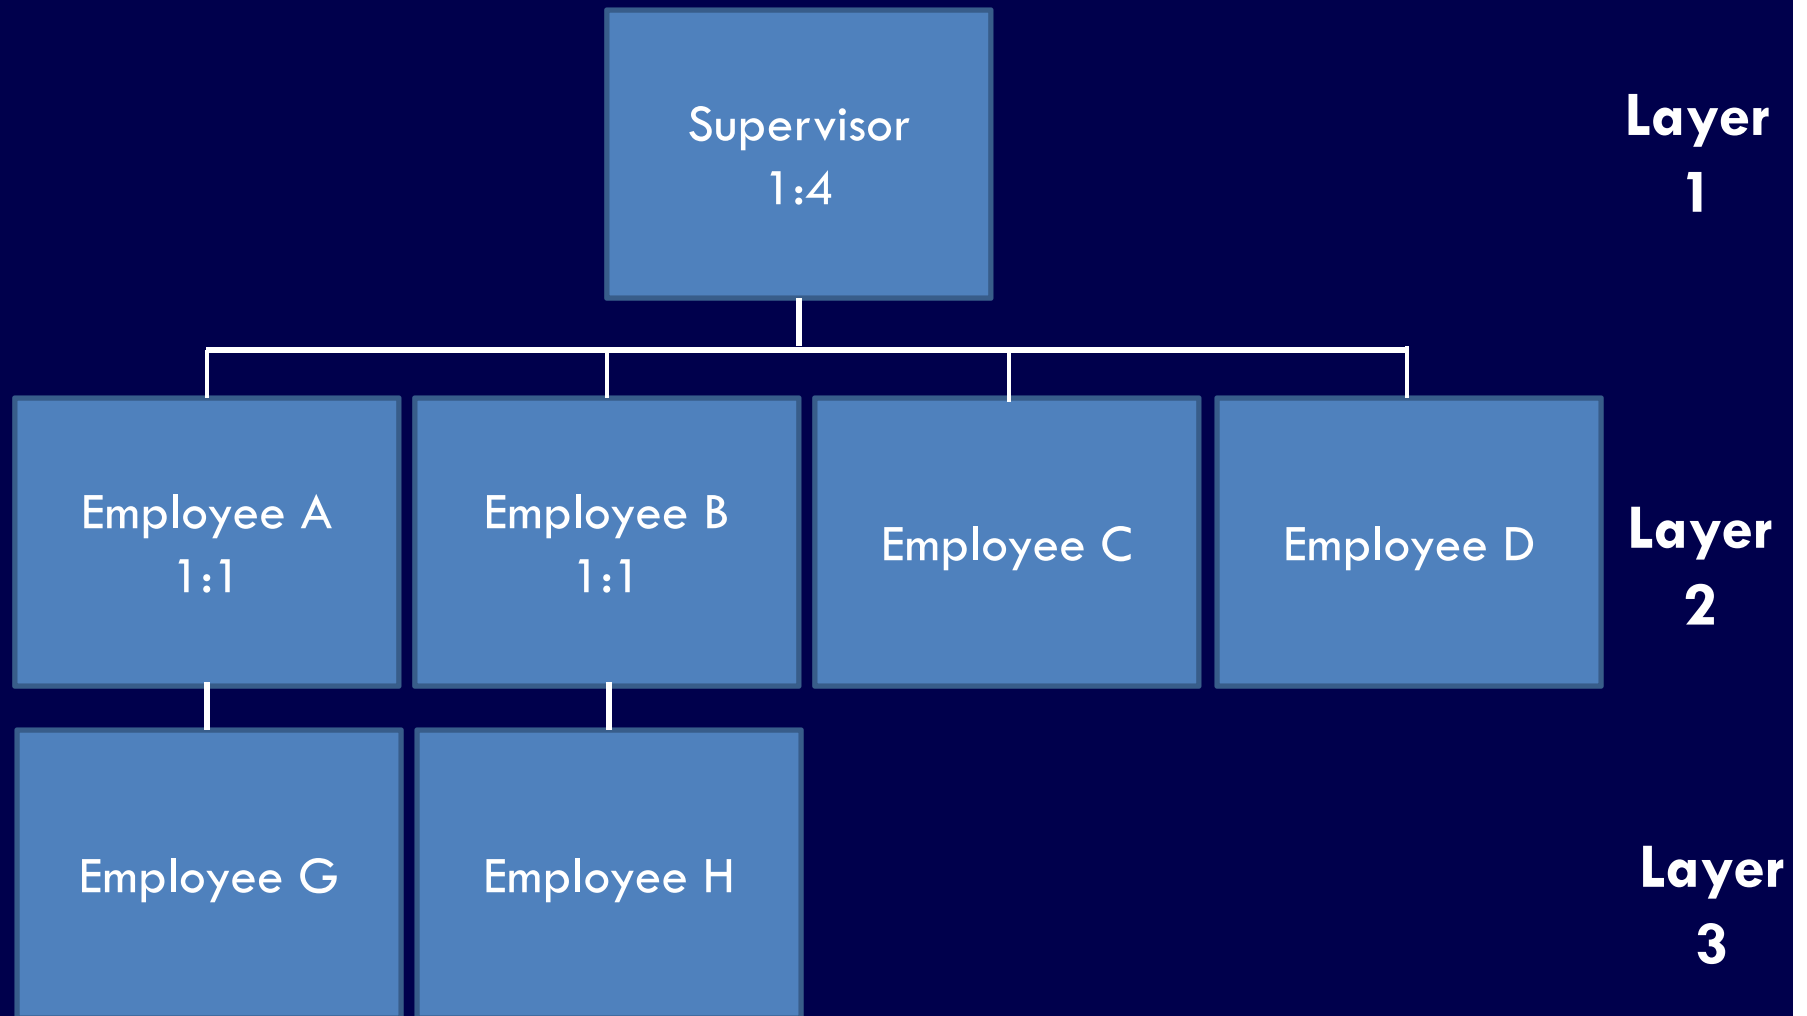 Supervisor
1:4
Layer
1
Employee A
1:1
Employee B
1:1
Employee C
Employee D
Layer
2
Employee G
Employee H
Layer
3